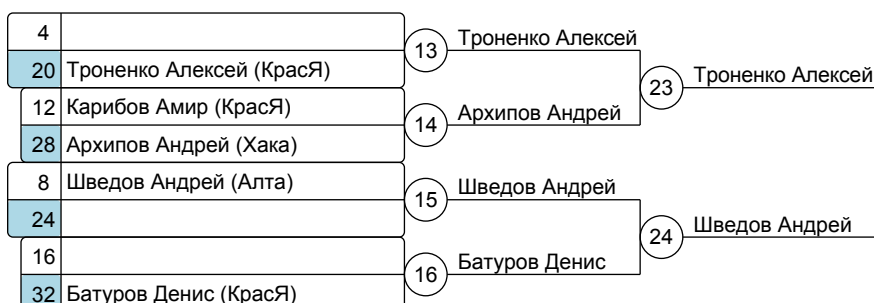 4
13 Троненко Алексей
20 Троненко Алексей (КрасЯ)
23 Троненко Алексей
12 Карибов Амир (КрасЯ)
14 Архипов Андрей
28 Архипов Андрей (Хака)
8 Шведов Андрей (Алта)
15 Шведов Андрей
24
24 Шведов Андрей
16
16 Батуров Денис
32 Батуров Денис (КрасЯ)